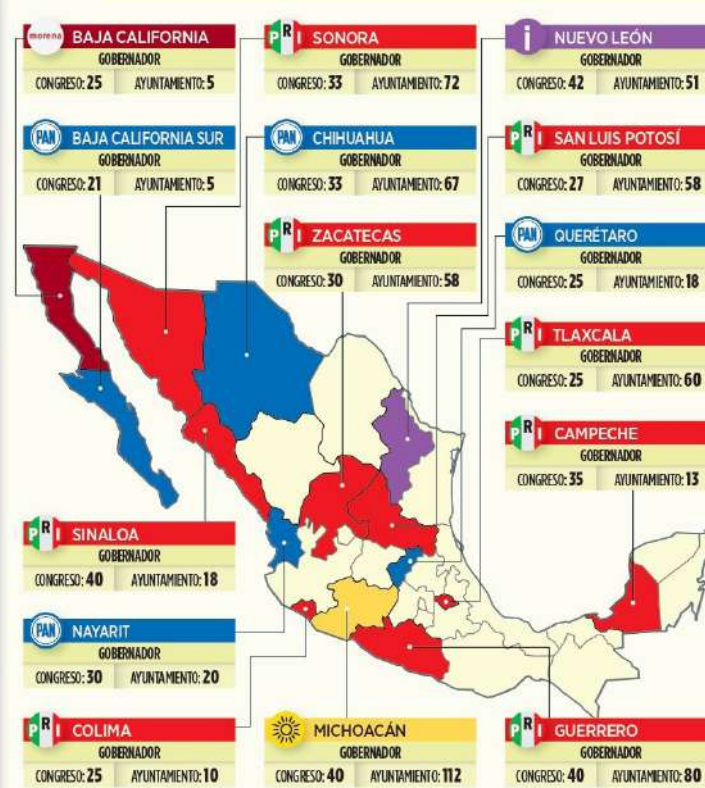 morena BAJA CALIFORNIA
GOBERNADOR
CONGRESO: 25 AYUNTAMIENTO: 5
PRI SONORA
GOBERNADOR
CONGRESO: 33 AYUNTAMIENTO: 72
i NUEVO LEÓN
GOBERNADOR
CONGRESO: 42 AYUNTAMIENTO: 51
PAN BAJA CALIFORNIA SUR
GOBERNADOR
CONGRESO: 21 AYUNTAMIENTO: 5
PAN CHIHUAHUA
GOBERNADOR
CONGRESO: 33 AYUNTAMIENTO: 67
PRI SAN LUIS POTOSÍ
GOBERNADOR
CONGRESO: 27 AYUNTAMIENTO: 58
PRI ZACATECAS
GOBERNADOR
CONGRESO: 30 AYUNTAMIENTO: 58
PAN QUERÉTARO
GOBERNADOR
CONGRESO: 25 AYUNTAMIENTO: 18
PRI TLAXCALA
GOBERNADOR
CONGRESO: 25 AYUNTAMIENTO: 60
PRI CAMPECHE
GOBERNADOR
CONGRESO: 35 AYUNTAMIENTO: 13
PRI SINALOA
GOBERNADOR
CONGRESO: 40 AYUNTAMIENTO: 18
PAN NAYARIT
GOBERNADOR
CONGRESO: 30 AYUNTAMIENTO: 20
PRI COLIMA
GOBERNADOR
CONGRESO: 25 AYUNTAMIENTO: 10
MICHOACÁN
GOBERNADOR
CONGRESO: 40 AYUNTAMIENTO: 112
PRI GUERRERO
GOBERNADOR
CONGRESO: 40 AYUNTAMIENTO: 80